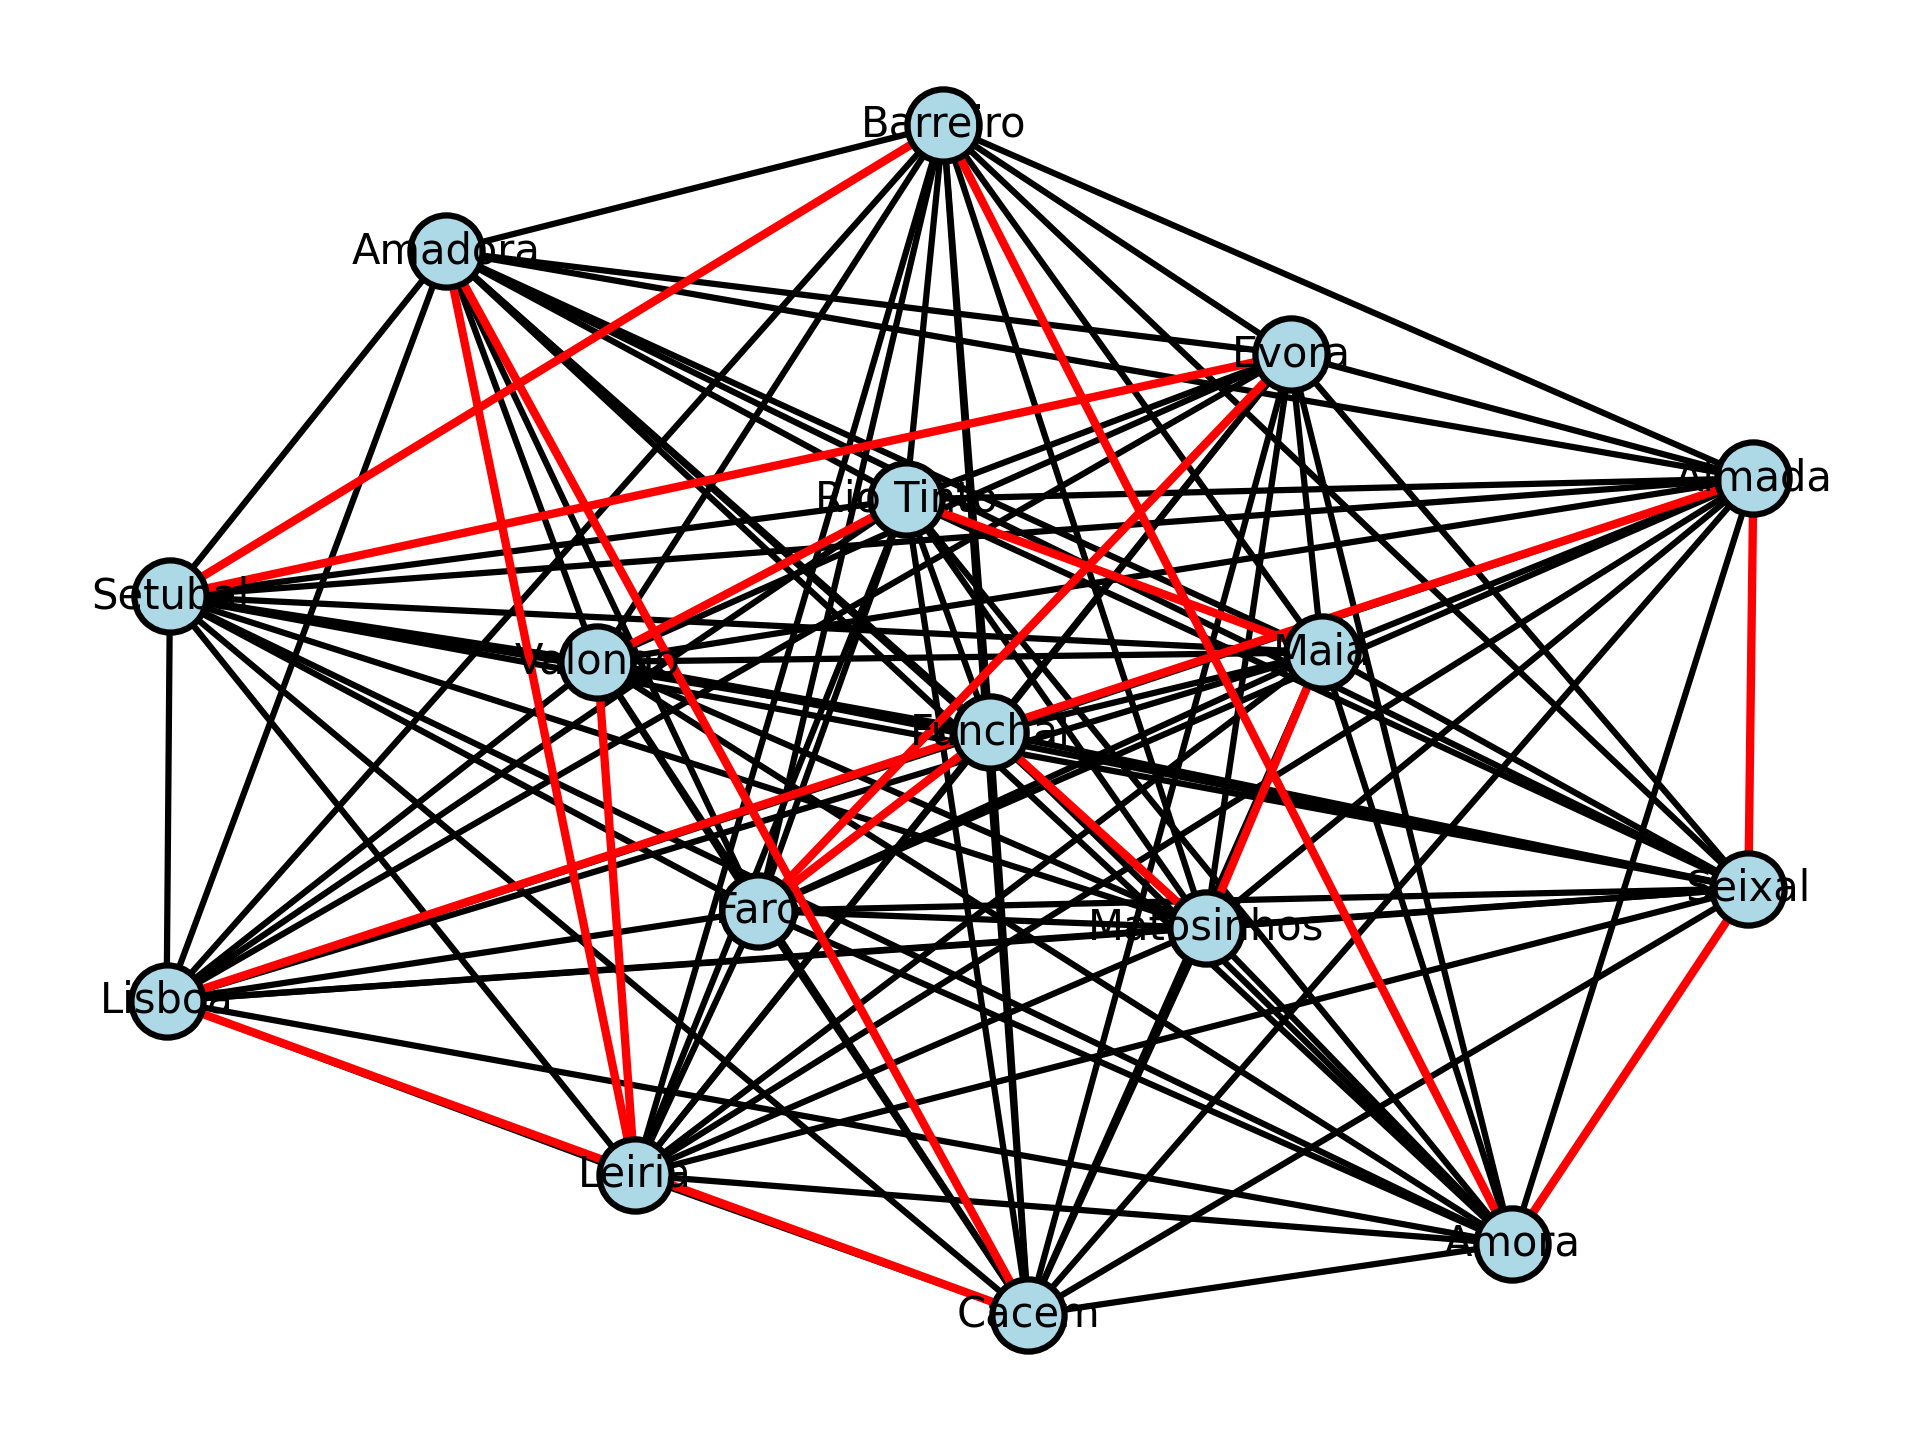 Barreiro
Amadora
Evora
Almada
Rio Tinto
Setubal
Valongo
Maia
Funchal
Seixal
Faro
Matosinhos
Lisboa
Leiria
Amora
Cacem